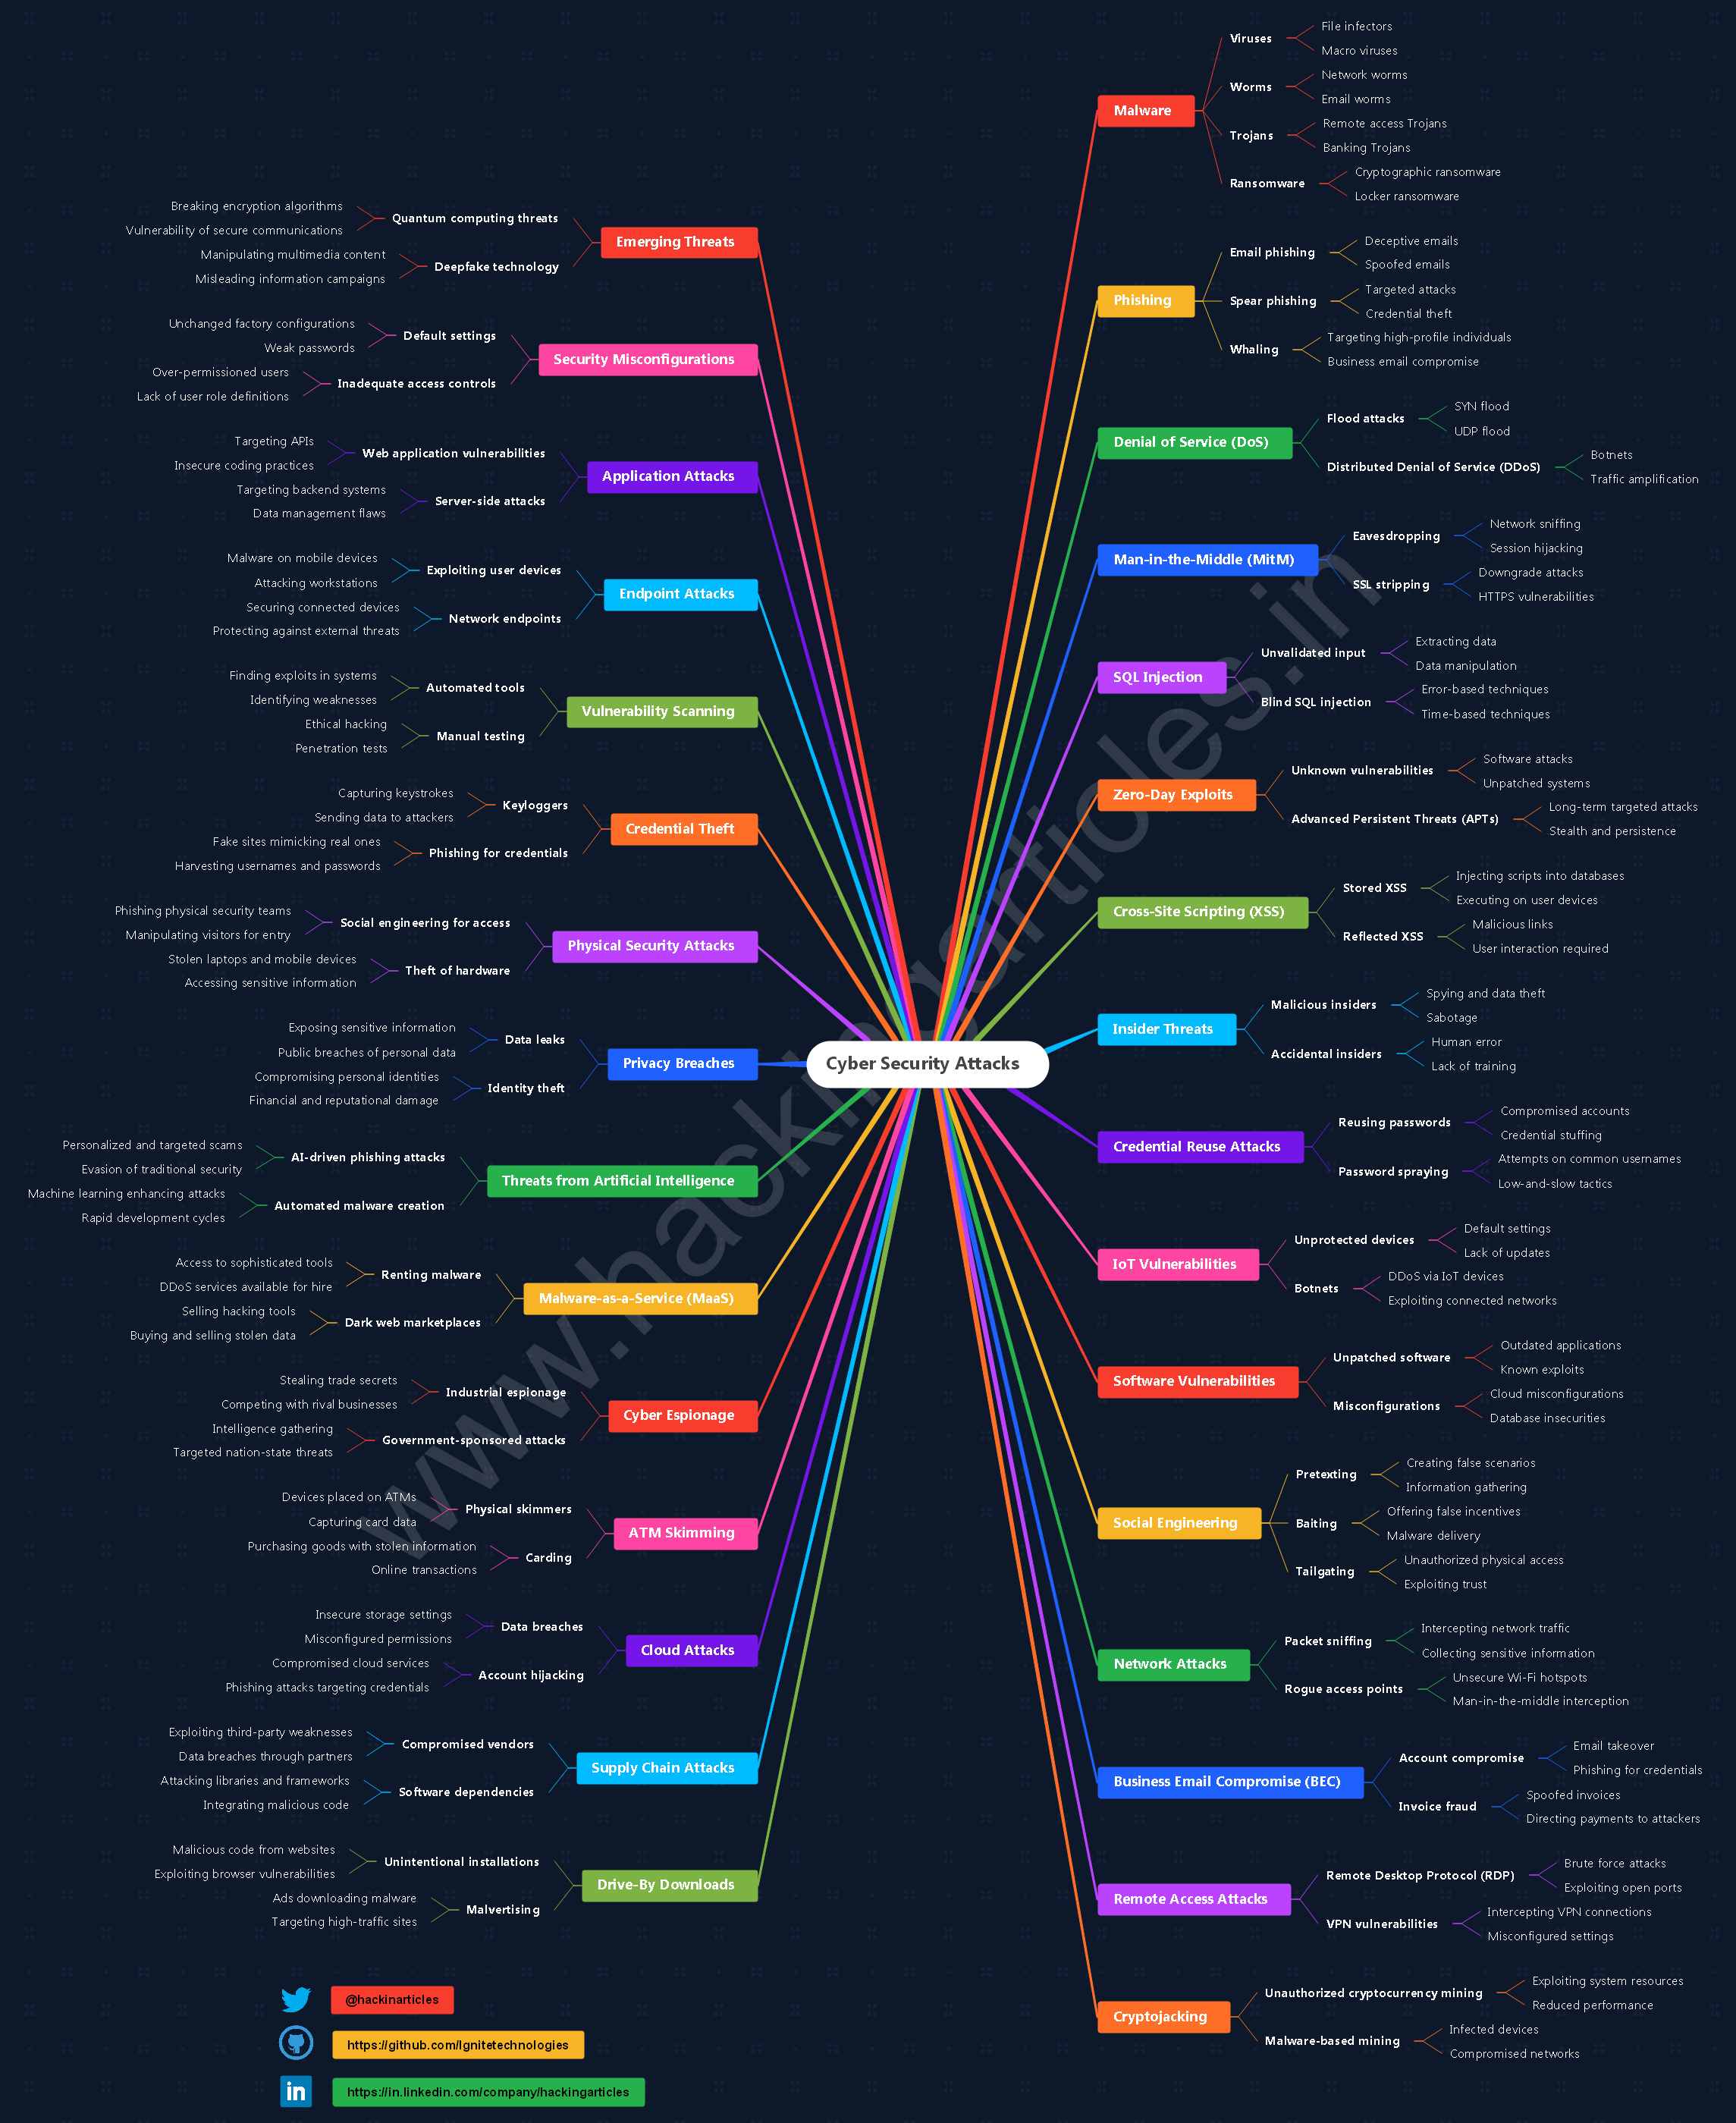 Cyber Security Attacks
Malware
Viruses
File infectors
Macro viruses
Worms
Network worms
Email worms
Trojans
Remote access Trojans
Banking Trojans
Ransomware
Cryptographic ransomware
Locker ransomware
Phishing
Email phishing
Deceptive emails
Spoofed emails
Spear phishing
Targeted attacks
Credential theft
Whaling
Targeting high-profile individuals
Business email compromise
Denial of Service (DoS)
Flood attacks
SYN flood
UDP flood
Distributed Denial of Service (DDoS)
Botnets
Traffic amplification
Man-in-the-Middle (MitM)
Eavesdropping
Network sniffing
Session hijacking
SSL stripping
Downgrade attacks
HTTPS vulnerabilities
SQL Injection
Unvalidated input
Extracting data
Data manipulation
Blind SQL injection
Error-based techniques
Time-based techniques
Zero-Day Exploits
Unknown vulnerabilities
Software attacks
Unpatched systems
Advanced Persistent Threats (APTs)
Long-term targeted attacks
Stealth and persistence
Cross-Site Scripting (XSS)
Stored XSS
Injecting scripts into databases
Executing on user devices
Reflected XSS
Malicious links
User interaction required
Insider Threats
Malicious insiders
Spying and data theft
Sabotage
Accidental insiders
Human error
Lack of training
Credential Reuse Attacks
Reusing passwords
Compromised accounts
Credential stuffing
Password spraying
Attempts on common usernames
Low-and-slow tactics
IoT Vulnerabilities
Unprotected devices
Default settings
Lack of updates
Botnets
DDoS via IoT devices
Exploiting connected networks
Software Vulnerabilities
Unpatched software
Outdated applications
Known exploits
Misconfigurations
Cloud misconfigurations
Database insecurities
Social Engineering
Pretexting
Creating false scenarios
Information gathering
Baiting
Offering false incentives
Malware delivery
Tailgating
Unauthorized physical access
Exploiting trust
Network Attacks
Packet sniffing
Intercepting network traffic
Collecting sensitive information
Rogue access points
Unsecure Wi-Fi hotspots
Man-in-the-middle interception
Business Email Compromise (BEC)
Account compromise
Email takeover
Phishing for credentials
Invoice fraud
Spoofed invoices
Directing payments to attackers
Remote Access Attacks
Remote Desktop Protocol (RDP)
Brute force attacks
Exploiting open ports
VPN vulnerabilities
Intercepting VPN connections
Misconfigured settings
Cryptojacking
Unauthorized cryptocurrency mining
Exploiting system resources
Reduced performance
Malware-based mining
Infected devices
Compromised networks
Emerging Threats
Quantum computing threats
Breaking encryption algorithms
Vulnerability of secure communications
Deepfake technology
Manipulating multimedia content
Misleading information campaigns
Security Misconfigurations
Default settings
Unchanged factory configurations
Weak passwords
Inadequate access controls
Over-permissioned users
Lack of user role definitions
Application Attacks
Web application vulnerabilities
Targeting APIs
Insecure coding practices
Server-side attacks
Targeting backend systems
Data management flaws
Endpoint Attacks
Exploiting user devices
Malware on mobile devices
Attacking workstations
Network endpoints
Securing connected devices
Protecting against external threats
Vulnerability Scanning
Automated tools
Finding exploits in systems
Identifying weaknesses
Manual testing
Ethical hacking
Penetration tests
Credential Theft
Keyloggers
Capturing keystrokes
Sending data to attackers
Phishing for credentials
Fake sites mimicking real ones
Harvesting usernames and passwords
Physical Security Attacks
Social engineering for access
Phishing physical security teams
Manipulating visitors for entry
Theft of hardware
Stolen laptops and mobile devices
Accessing sensitive information
Privacy Breaches
Data leaks
Exposing sensitive information
Public breaches of personal data
Identity theft
Compromising personal identities
Financial and reputational damage
Threats from Artificial Intelligence
AI-driven phishing attacks
Personalized and targeted scams
Evasion of traditional security
Automated malware creation
Machine learning enhancing attacks
Rapid development cycles
Malware-as-a-Service (MaaS)
Renting malware
Access to sophisticated tools
DDoS services available for hire
Dark web marketplaces
Selling hacking tools
Buying and selling stolen data
Cyber Espionage
Industrial espionage
Stealing trade secrets
Competing with rival businesses
Government-sponsored attacks
Intelligence gathering
Targeted nation-state threats
ATM Skimming
Physical skimmers
Devices placed on ATMs
Capturing card data
Carding
Purchasing goods with stolen information
Online transactions
Cloud Attacks
Data breaches
Insecure storage settings
Misconfigured permissions
Account hijacking
Compromised cloud services
Phishing attacks targeting credentials
Supply Chain Attacks
Compromised vendors
Exploiting third-party weaknesses
Data breaches through partners
Software dependencies
Attacking libraries and frameworks
Integrating malicious code
Drive-By Downloads
Unintentional installations
Malicious code from websites
Exploiting browser vulnerabilities
Malvertising
Ads downloading malware
Targeting high-traffic sites
@hackinarticles
https://github.com/Ignitetechnologies
in
https://in.linkedin.com/company/hackingarticles
www.hackingarticles.in